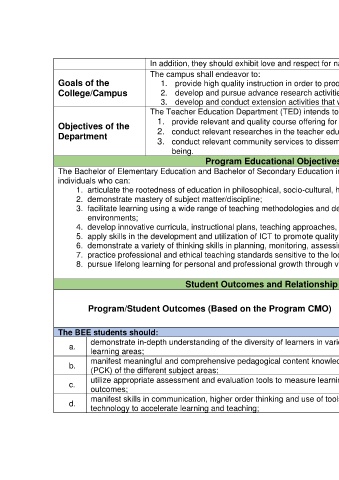 In addition, they should exhibit love and respect for
Goals of the
College/Campus
The campus shall endeavor to:
1. provide high quality instruction in order to
2. develop and pursue advance research
3. develop and conduct extension activities that
Objectives of the
Department
The Teacher Education Department (TED) intends to
1. provide relevant and quality course offering for
2. conduct relevant researches in the teacher
3. conduct relevant community services to
being.
Program Educational Objectives
The Bachelor of Elementary Education and Bachelor of Secondary Education
individuals who can:
1. articulate the rootedness of education in philosophical, socio-cultural,
2. demonstrate mastery of subject matter/discipline;
3. facilitate learning using a wide range of teaching methodologies and
environments;
4. develop innovative curricula, instructional plans, teaching approaches,
5. apply skills in the development and utilization of ICT to promote quality
6. demonstrate a variety of thinking skills in planning, monitoring,
7. practice professional and ethical teaching standards sensitive to the
8. pursue lifelong learning for personal and professional growth through
Student Outcomes and Relationship
Program/Student Outcomes (Based on the Program CMO)
The BEE students should:
a. demonstrate in-depth understanding of the diversity of learners in
learning areas;
b. manifest meaningful and comprehensive pedagogical content
(PCK) of the different subject areas;
c. utilize appropriate assessment and evaluation tools to measure
outcomes;
d. manifest skills in communication, higher order thinking and use of
technology to accelerate learning and teaching;